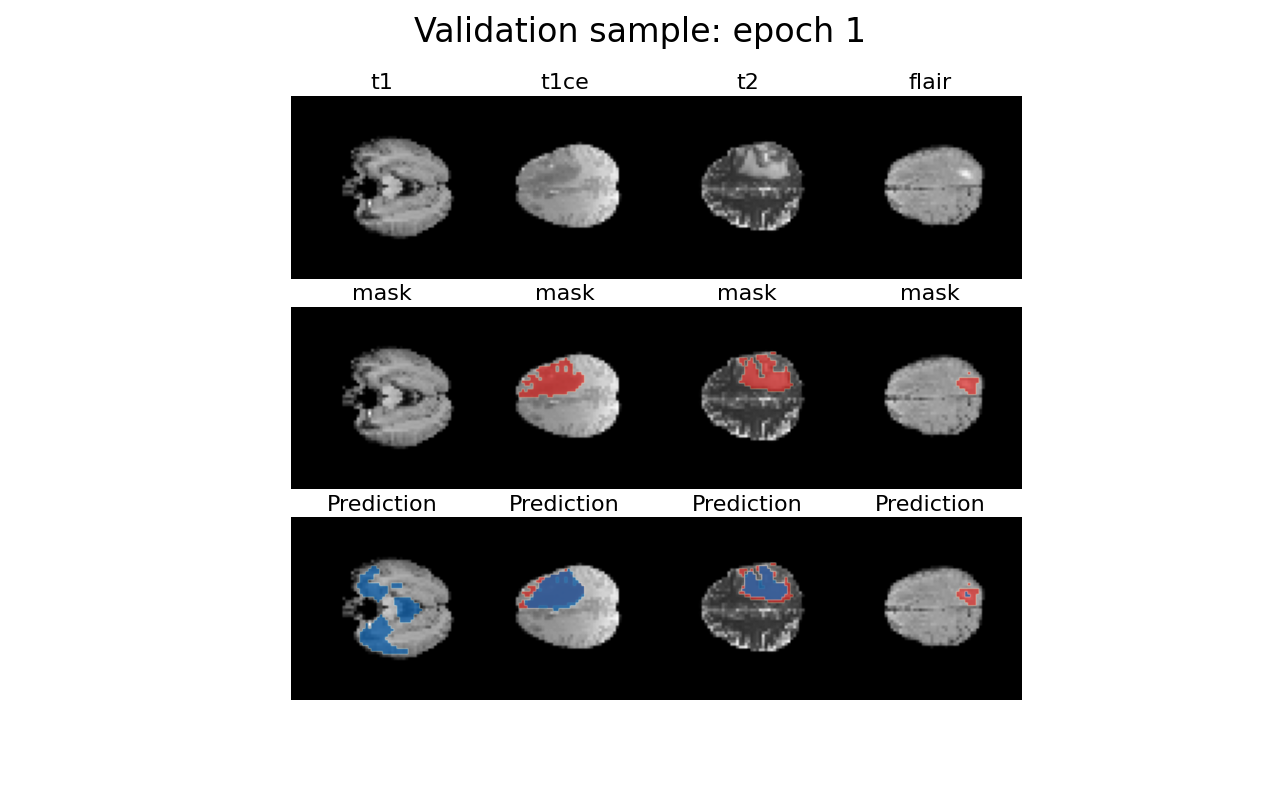 Validation sample: epoch 1
t1 t1ce t2 flair
mask mask mask mask
Prediction Prediction Prediction Prediction